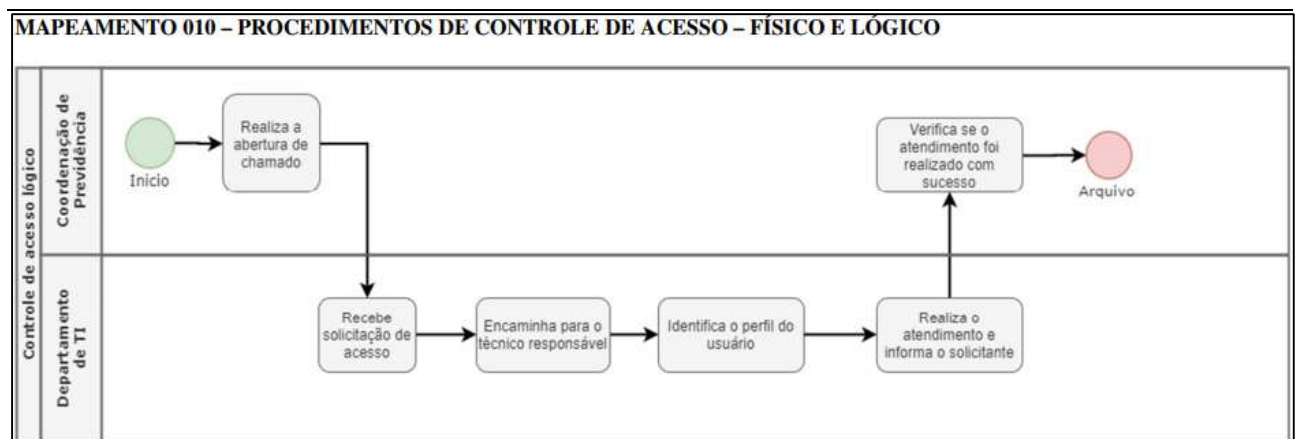 MAPEAMENTO 010 – PROCEDIMENTOS DE CONTROLE DE ACESSO – FÍSICO E LÓGICO
Controle de acesso lógico
Coordenação de
Previdência
Inicio
Realiza a
abertura de
chamado
Verifica se o
atendimento foi
realizado com
sucesso
Arquivo
Departamento
de TI
Recebe
solicitação de
acesso
Encaminha para o
técnico responsável
Identifica o perfil do
usuário
Realiza o
atendimento e
informa o solicitante